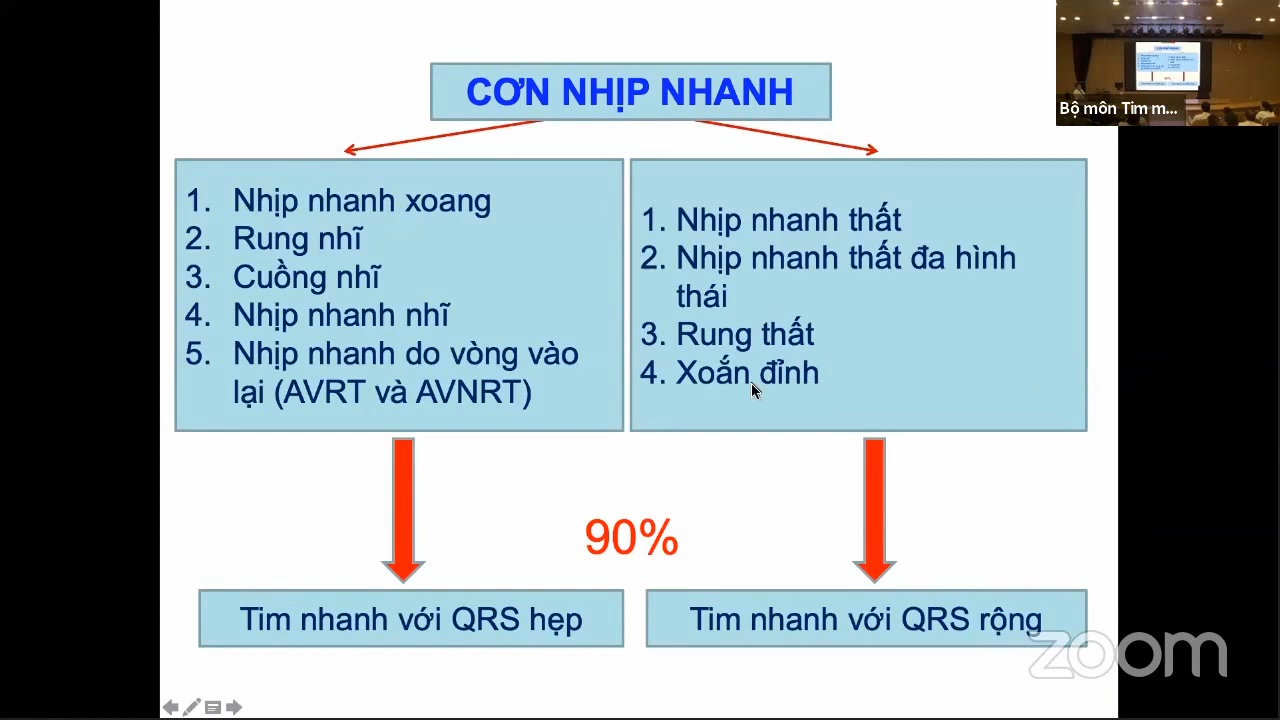 CƠN NHỊP NHANH
Bộ môn Tim m...
1. Nhịp nhanh xoang
2. Rung nhĩ
3. Cuồng nhĩ
4. Nhịp nhanh nhĩ
5. Nhịp nhanh do vòng vào
lại (AVRT và AVNRT)
1. Nhịp nhanh thất
2. Nhịp nhanh thất đa hình
thái
3. Rung thất
4. Xoắn đỉnh
90%
Tim nhanh với QRS hẹp
Tim nhanh với QRS rộng
zoom